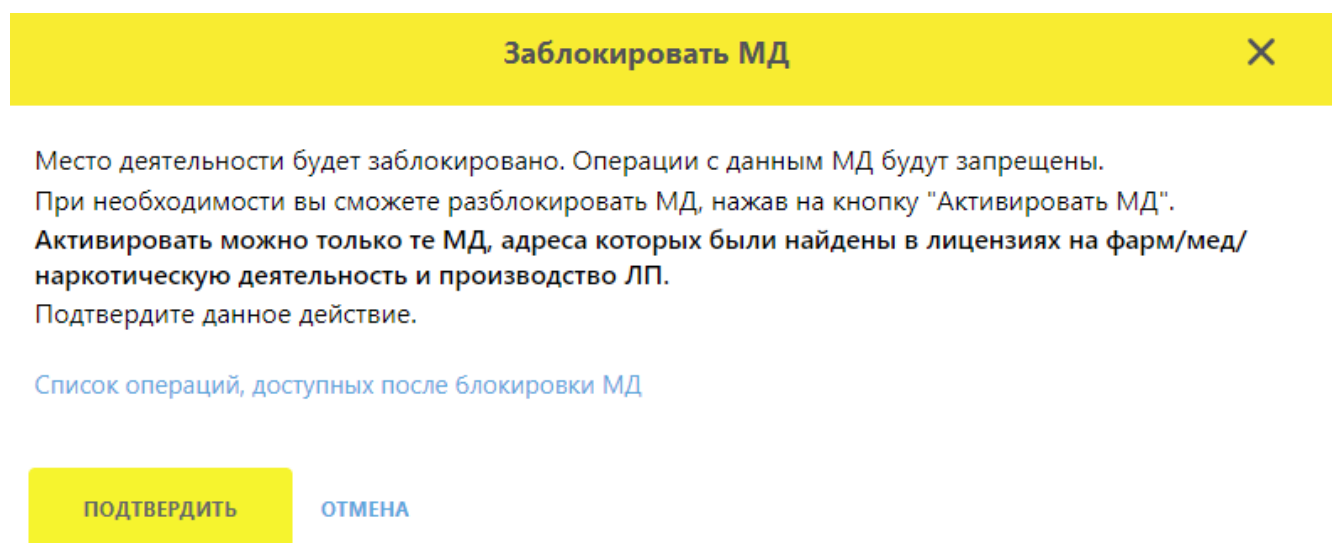 Заблокировать МД
Место деятельности будет заблокировано. Операции с данным МД будут запрещены.
При необходимости вы сможете разблокировать МД, нажав на кнопку "Активировать МД".
Активировать можно только те МД, адреса которых были найдены в лицензиях на фарм/мед/
наркотическую деятельность и производство ЛП.
Подтвердите данное действие.
Список операций, доступных после блокировки МД
ПОДТВЕРДИТЬ ОТМЕНА